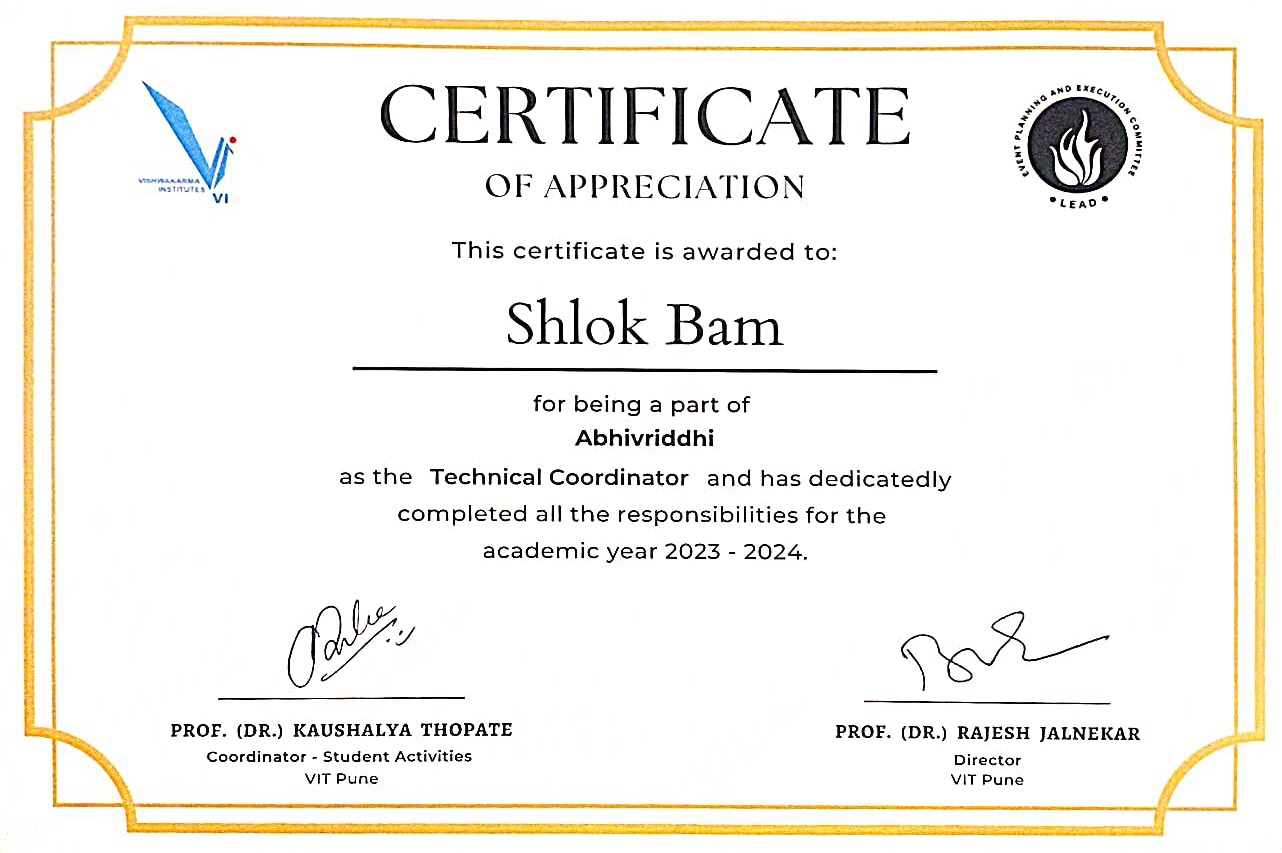 VISHWAKARMA
INSTITUTES
VI
CERTIFICATE
OF APPRECIATION
EVENT PLANNING AND EXECUTION COMMITTEE
• LEAD •
This certificate is awarded to:
Shlok Bam
for being a part of
Abhivriddhi
as the Technical Coordinator and has dedicatedly
completed all the responsibilities for the
academic year 2023 - 2024.
PROF. (DR.) KAUSHALYA THOPATE
Coordinator - Student Activities
VIT Pune
PROF. (DR.) RAJESH JALNEKAR
Director
VIT Pune